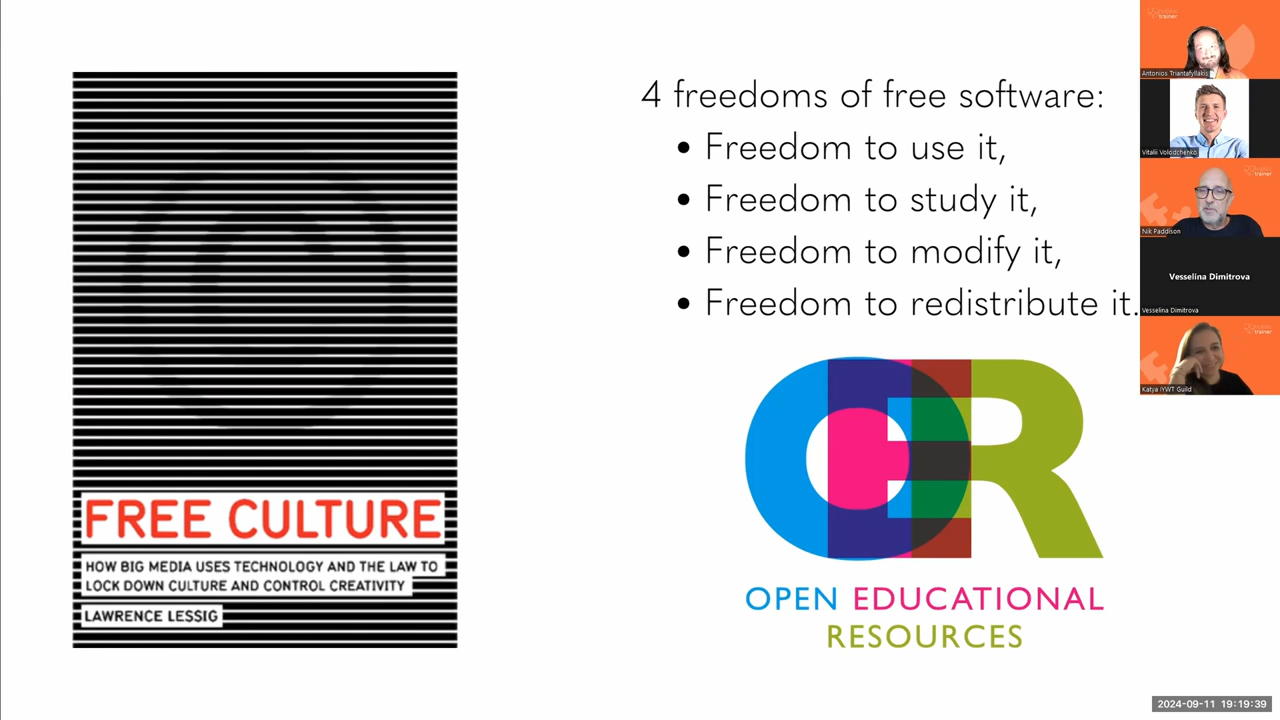 FREE CULTURE
HOW BIG MEDIA USES TECHNOLOGY AND THE LAW TO
LOCK DOWN CULTURE AND CONTROL CREATIVITY
LAWRENCE LESSIG
4 freedoms of free software:
• Freedom to use it,
• Freedom to study it,
• Freedom to modify it,
• Freedom to redistribute it.
OER
OPEN EDUCATIONAL
RESOURCES
trainer
Antonios Triantafyllakis
Vitalii Volodchenko
trainer
Nik Paddison
Vesselina Dimitrova
Vesselina Dimitrova
Katya IYWT Guild
2024-09-11 19:19:39